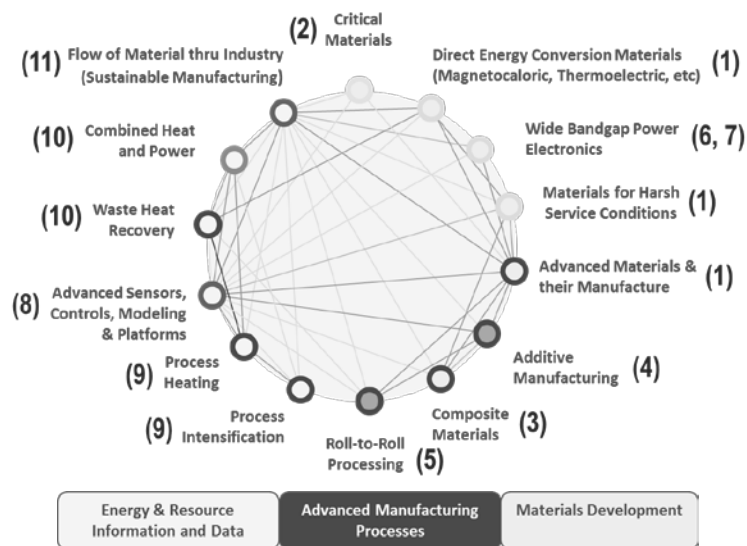 (2) Critical
Materials
(11) Flow of Material thru Industry
(Sustainable Manufacturing)
Direct Energy Conversion Materials (1)
(Magnetocaloric, Thermoelectric, etc)
(10) Combined Heat
and Power
Wide Bandgap Power (6, 7)
Electronics
(10) Waste Heat
Recovery
Materials for Harsh (1)
Service Conditions
(8) Advanced Sensors,
Controls, Modeling
& Platforms
Advanced Materials & (1)
their Manufacture
(9) Process
Heating
Additive
Manufacturing (4)
(9) Process
Intensification
Composite
Materials (3)
Roll-to-Roll
Processing (5)
Energy & Resource
Information and Data
Advanced Manufacturing
Processes
Materials Development